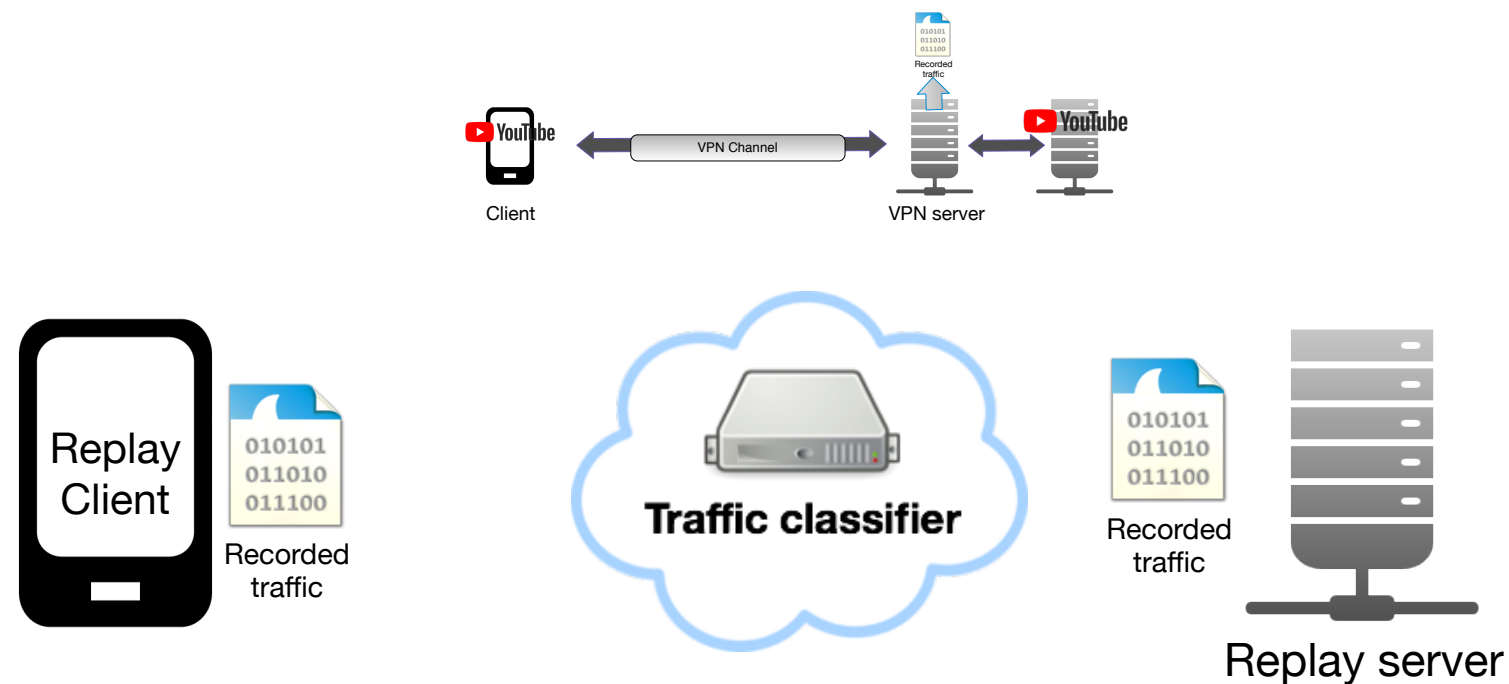 010101
011010
011100
Recorded
traffic
YouTube
VPN Channel
YouTube
Client
VPN server
Replay
Client
010101
011010
011100
Recorded
traffic
Traffic classifier
010101
011010
011100
Recorded
traffic
Replay server